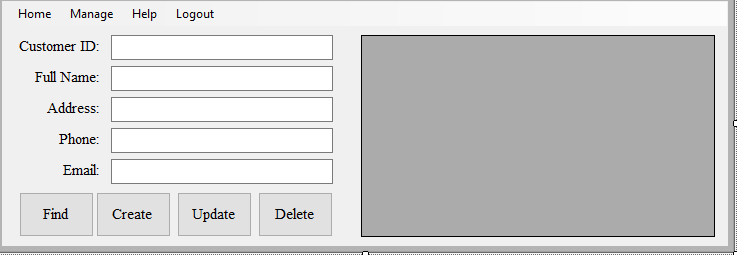 Home Manage Help Logout
Customer ID:
Full Name:
Address:
Phone:
Email:
Find Create Update Delete